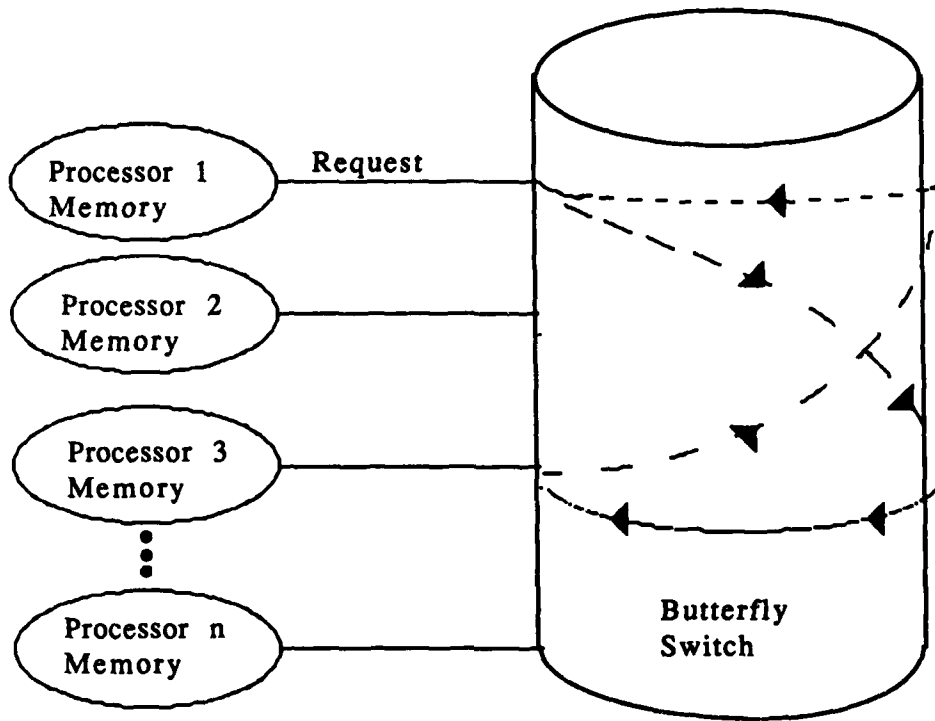 Processor 1
Memory
Request
Processor 2
Memory
Processor 3
Memory
Processor n
Memory
Butterfly
Switch